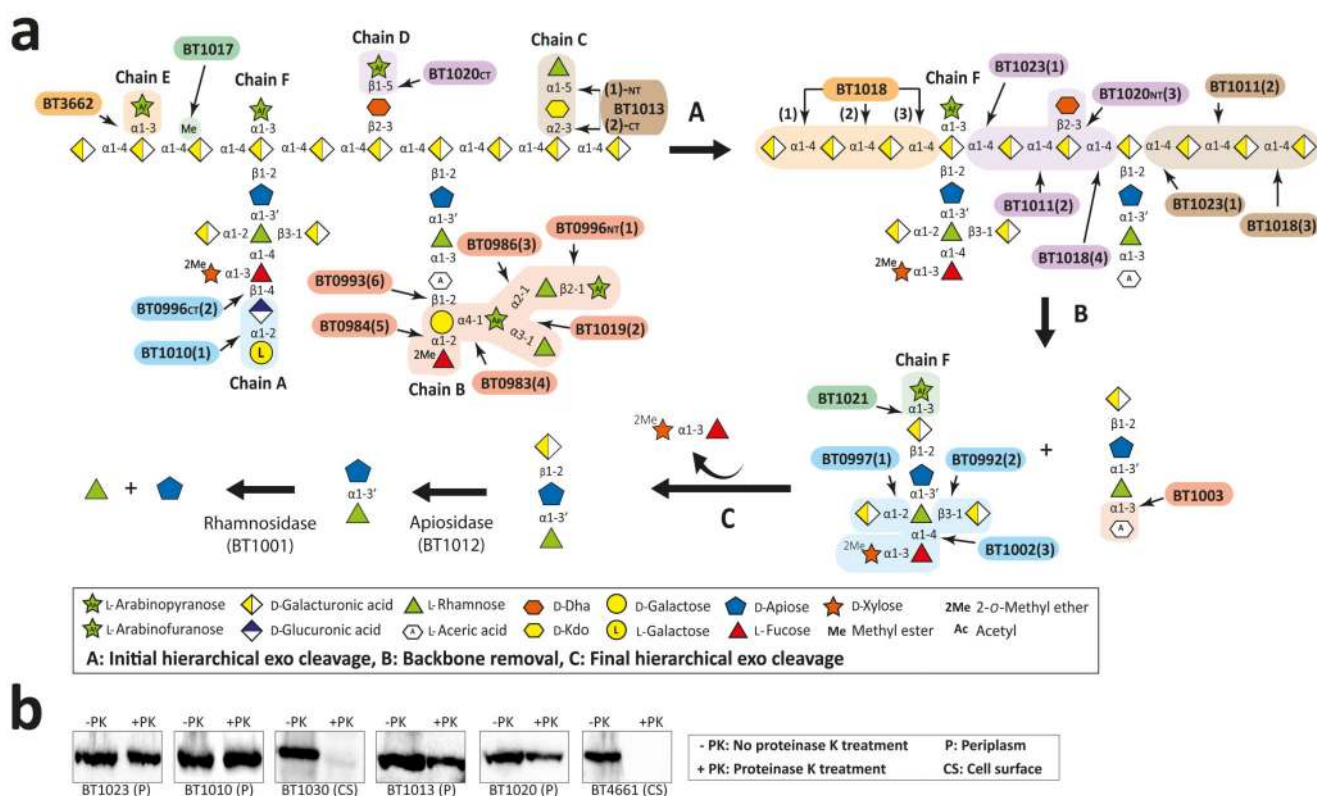 a
BT1017
Chain D
Chain C
Chain E
Chain F
BT1020CT
β1-5
α1-5
(1)-NT
BT1013
(2)-CT
BT3662
α1-3
Me
α1-3
β2-3
α2-3
α1-4 α1-4 α1-4 α1-4 α1-4 α1-4 α1-4 α1-4
β1-2
β1-2
α1-3'
α1-3'
α1-2
β3-1
α1-3
α1-4
2Me
α1-3
A
β1-4
β1-2
BT0996CT(2)
α1-2
BT1010(1)
L
Chain A
BT0986(3)
BT0996NT(1)
BT0993(6)
α2-1
β2-1
α4-1
BT0984(5)
α1-2
α3-1
BT1019(2)
2Me
Chain B
BT0983(4)
A
BT1018
(1) (2) (3)
Chain F
BT1023(1)
BT1020NT(3)
BT1011(2)
α1-3
β2-3
α1-4 α1-4 α1-4 α1-4 α1-4 α1-4 α1-4 α1-4 α1-4 α1-4
β1-2
β1-2
BT1011(2)
BT1023(1)
α1-3'
α1-3'
BT1018(3)
α1-2
β3-1
BT1018(4)
α1-4
α1-3
2Me
α1-3
A
B
Chain F
BT1021
α1-3
β1-2
BT0997(1)
BT0992(2)
α1-3'
α1-2
β3-1
α1-4
2Me
α1-3
BT1002(3)
+
β1-2
α1-3'
BT1003
α1-3
A
2Me
α1-3
C
β1-2
α1-3'
Apiosidase
(BT1012)
α1-3'
Rhamnosidase
(BT1001)
+
L-Arabinopyranose D-Galacturonic acid L-Rhamnose D-Dha D-Galactose D-Apiose D-Xylose 2Me 2-O-Methyl ether
L-Arabinofuranose D-Glucuronic acid A L-Aceric acid D-Kdo L L-Galactose L-Fucose Me Methyl ester Ac Acetyl
A: Initial hierarchical exo cleavage, B: Backbone removal, C: Final hierarchical exo cleavage
b
-PK +PK -PK +PK -PK +PK -PK +PK -PK +PK -PK +PK
BT1023 (P) BT1010 (P) BT1030 (CS) BT1013 (P) BT1020 (P) BT4661 (CS)
- PK: No proteinase K treatment P: Periplasm
+ PK: Proteinase K treatment CS: Cell surface